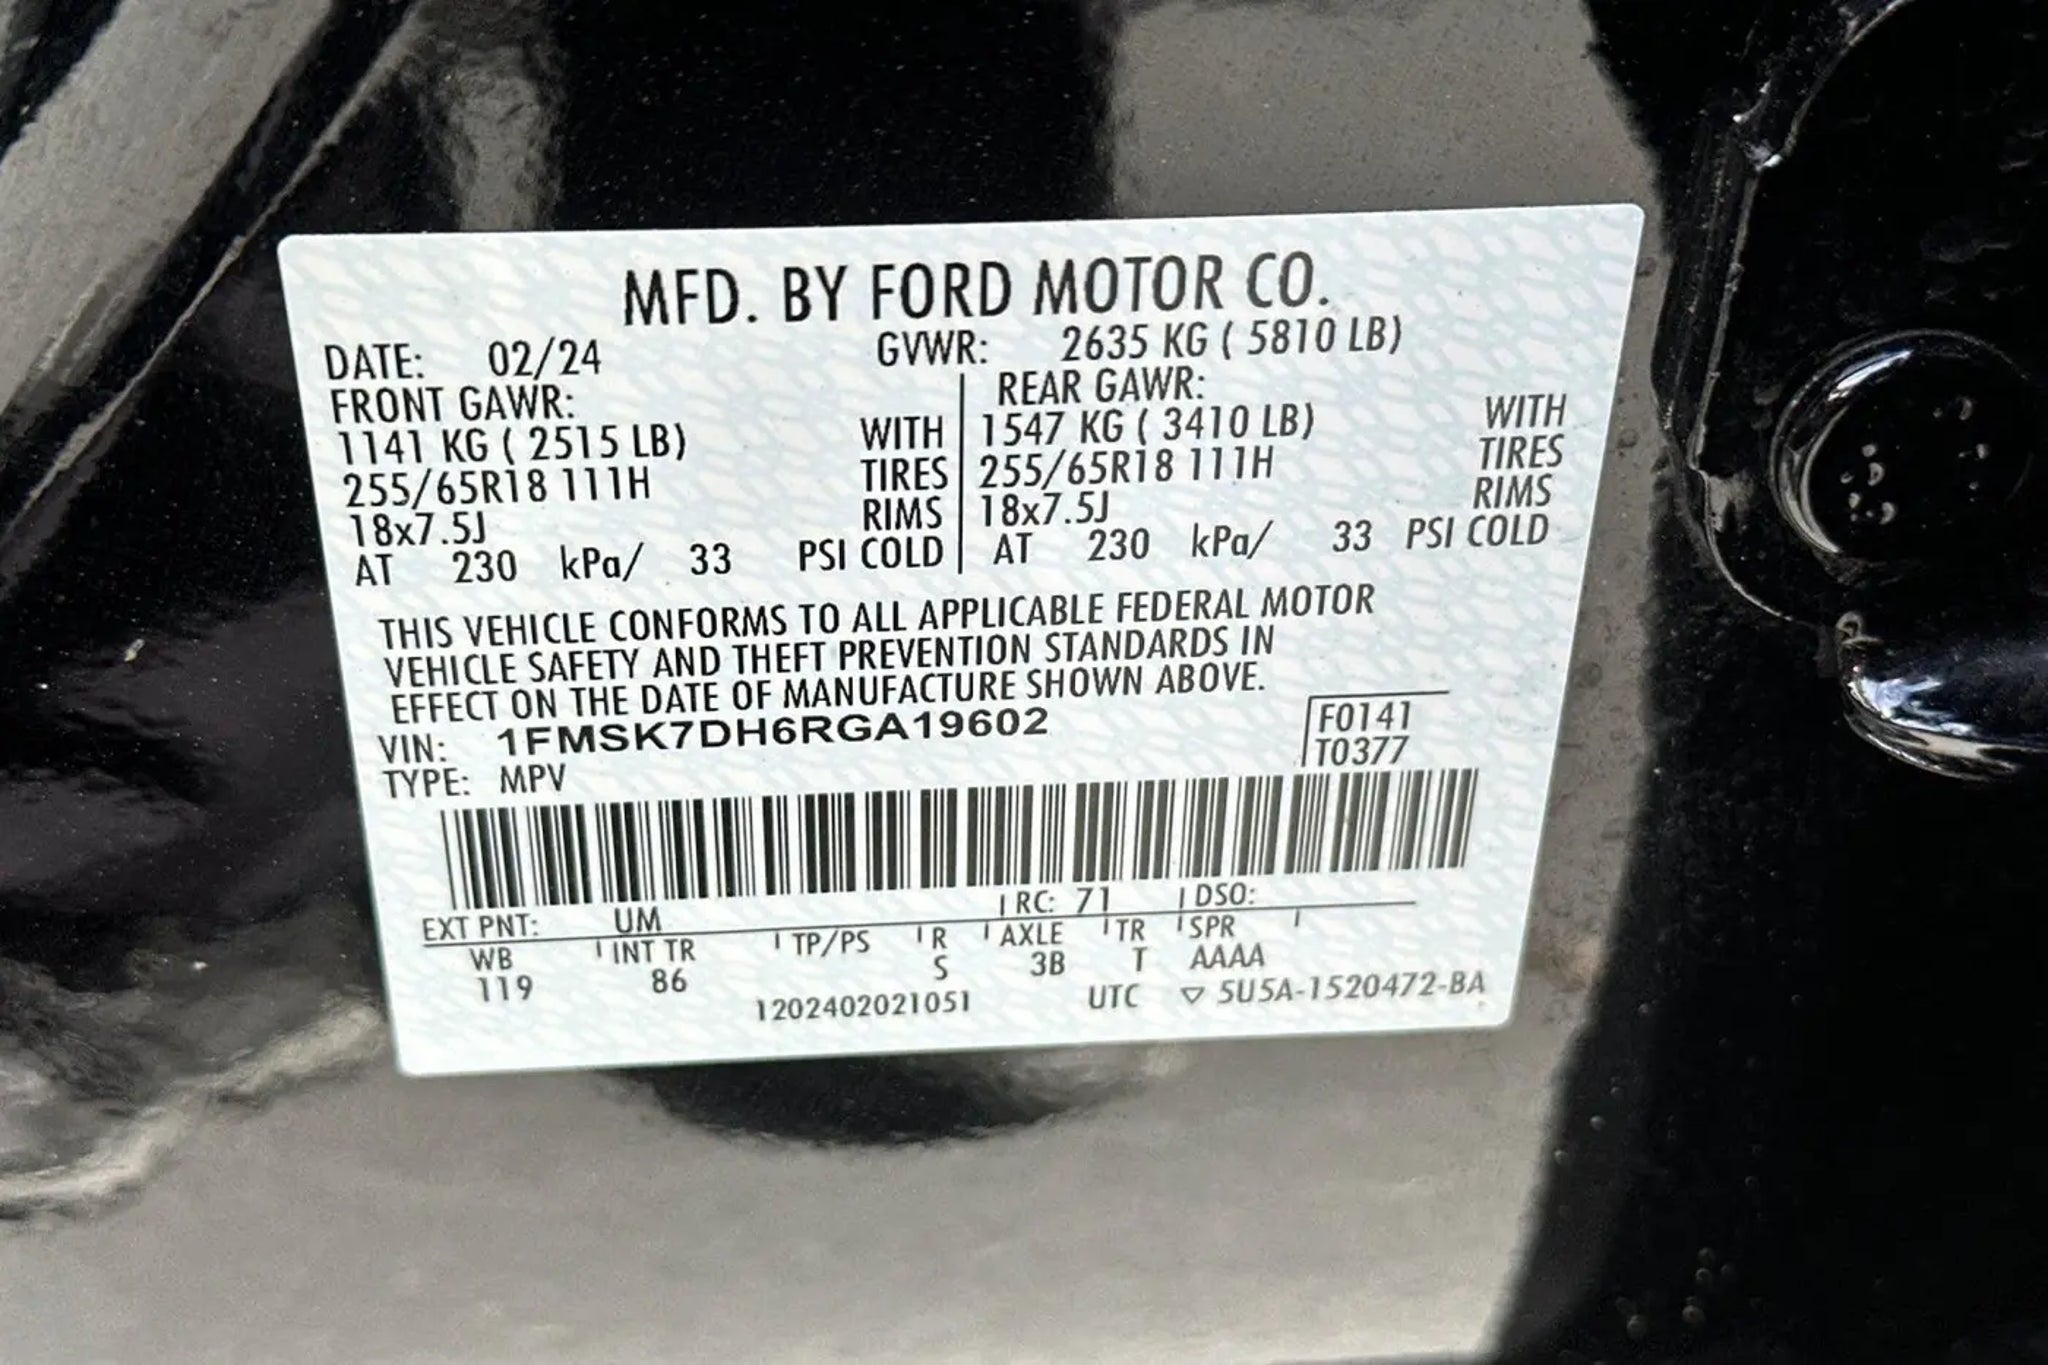 MFD. BY FORD MOTOR CO.
DATE: 02/24 GVWR: 2635 KG ( 5810 LB)
FRONT GAWR: REAR GAWR:
1141 KG ( 2515 LB) WITH 1547 KG ( 3410 LB) WITH
255/65R18 111H TIRES 255/65R18 111H TIRES
18x7.5J RIMS 18x7.5J RIMS
AT 230 kPa/ 33 PSI COLD AT 230 kPa/ 33 PSI COLD
THIS VEHICLE CONFORMS TO ALL APPLICABLE FEDERAL MOTOR
VEHICLE SAFETY AND THEFT PREVENTION STANDARDS IN
EFFECT ON THE DATE OF MANUFACTURE SHOWN ABOVE.
VIN: 1FMSK7DH6RGA19602 F0141
TYPE: MPV T0377
EXT PNT: UM RC: 71 DSO:
WB INT TR TP/PS R AXLE TR SPR
119 86 S 3B T AAAA
1202402021051 UTC ▽ 5U5A-1520472-BA